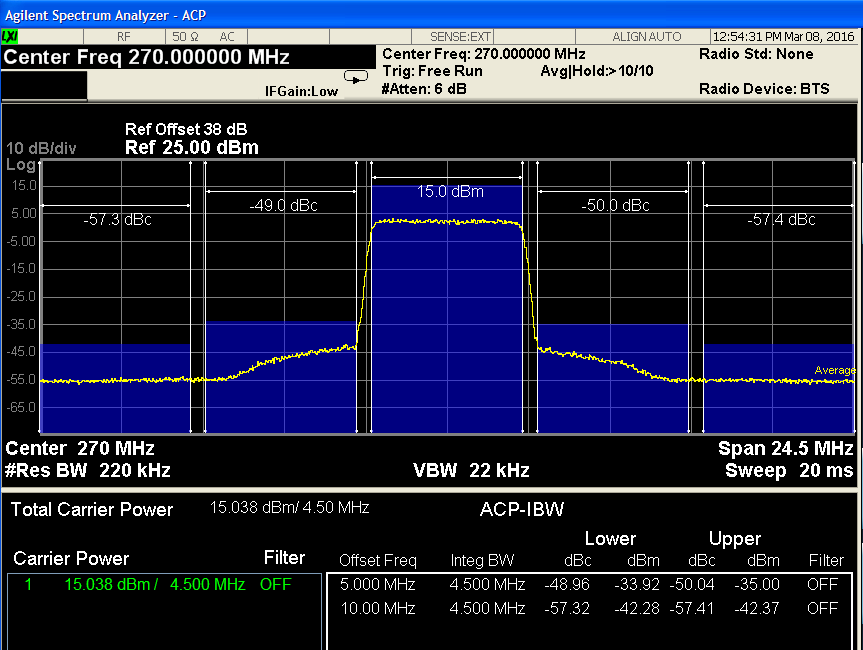 Agilent Spectrum Analyzer - ACP
LXI RF 50 Ω AC SENSE:EXT ALIGN AUTO 12:54:31 PM Mar 08, 2016
Center Freq 270.000000 MHz
Center Freq: 270.000000 MHz Radio Std: None
Trig: Free Run Avg|Hold:>10/10
IFGain:Low #Atten: 6 dB Radio Device: BTS
Ref Offset 38 dB
10 dB/div Ref 25.00 dBm
Log
15.0
5.00
-5.00
-15.0
-25.0
-35.0
-45.0
-55.0
-65.0
-57.3 dBc -49.0 dBc 15.0 dBm -50.0 dBc -57.4 dBc
Average
Center 270 MHz Span 24.5 MHz
#Res BW 220 kHz VBW 22 kHz Sweep 20 ms
Total Carrier Power 15.038 dBm/ 4.50 MHz ACP-IBW
Lower Upper
Carrier Power Filter Offset Freq Integ BW dBc dBm dBc dBm Filter
1 15.038 dBm / 4.500 MHz OFF 5.000 MHz 4.500 MHz -48.96 -33.92 -50.04 -35.00 OFF
10.00 MHz 4.500 MHz -57.32 -42.28 -57.41 -42.37 OFF